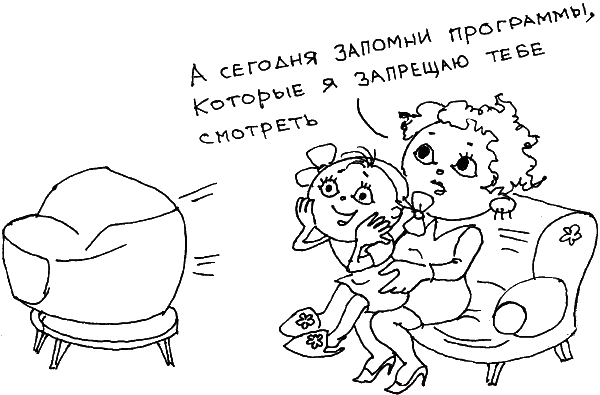 А СЕГОДНЯ ЗАПОМНИ ПРОГРАММЫ,
КОТОРЫЕ Я ЗАПРЕЩАЮ ТЕБЕ
СМОТРЕТЬ